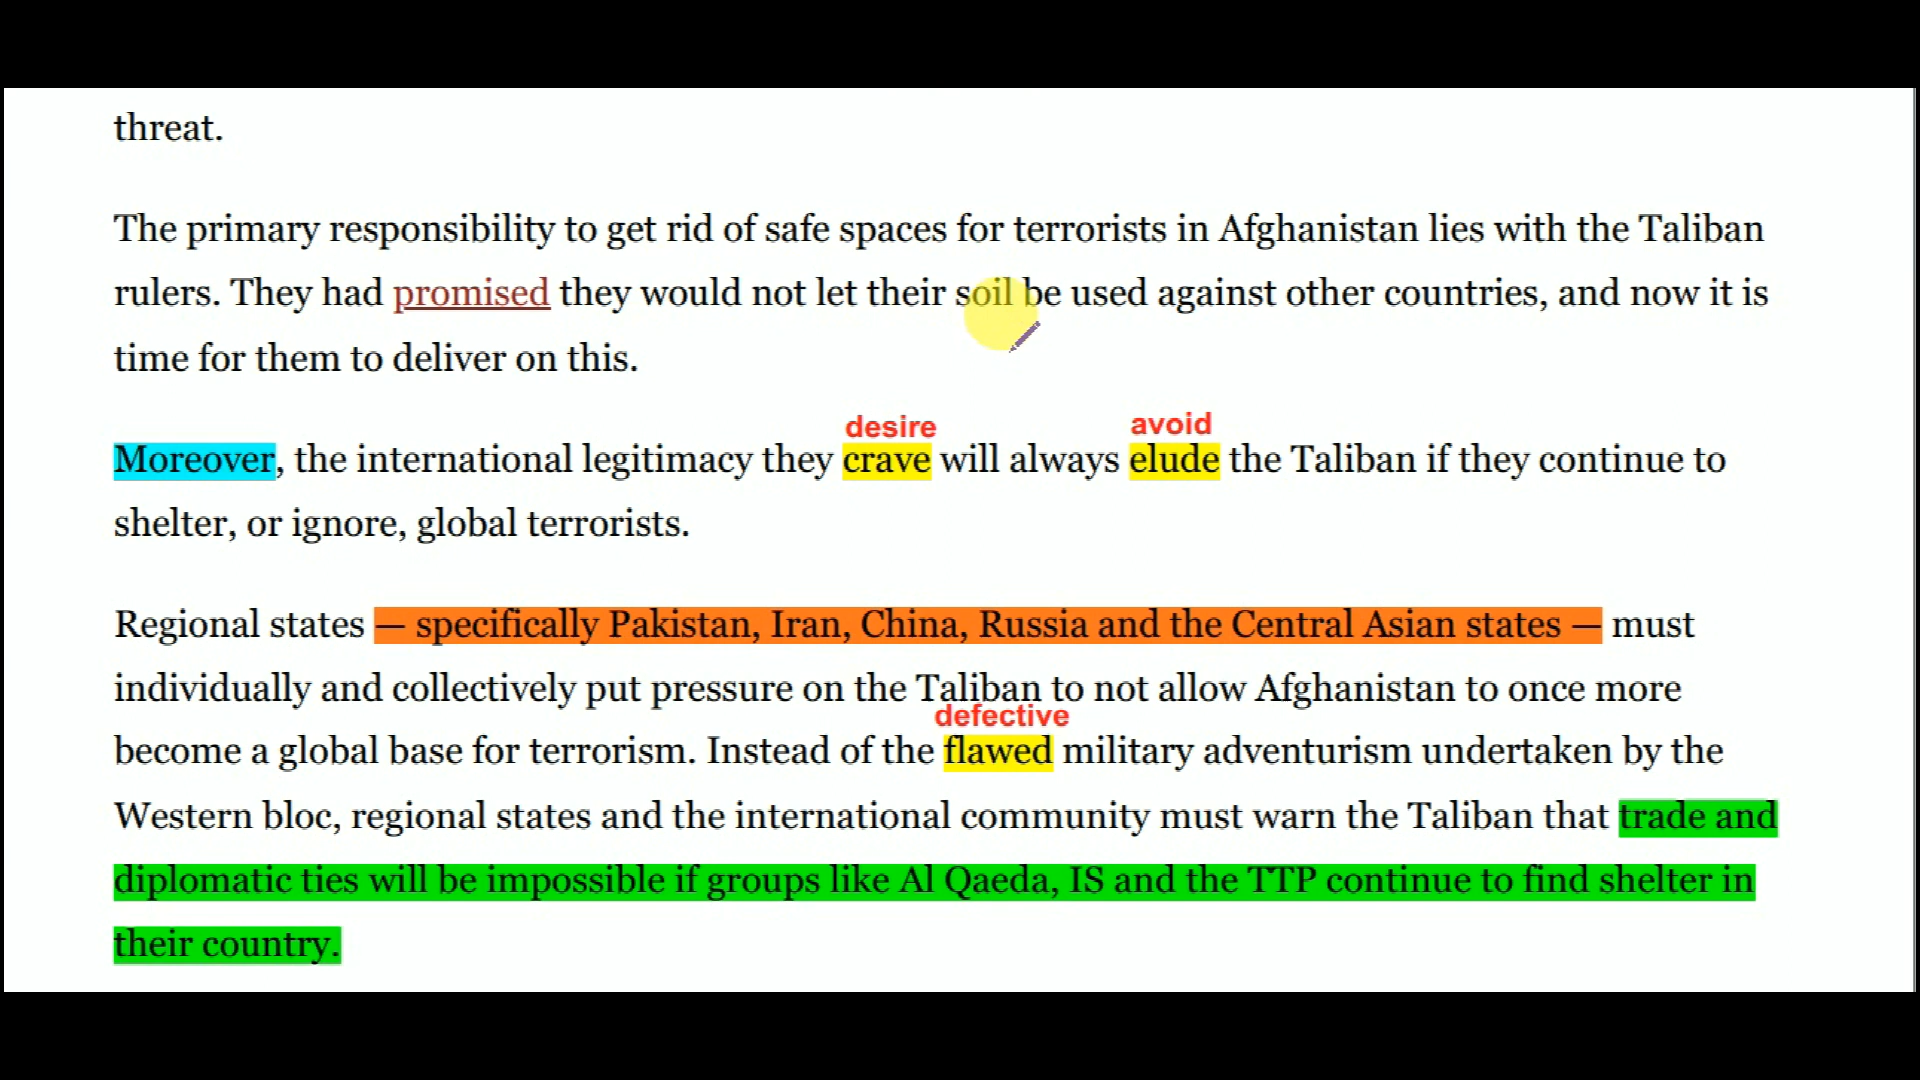 threat.
The primary responsibility to get rid of safe spaces for terrorists in Afghanistan lies with the Taliban
rulers. They had promised they would not let their soil be used against other countries, and now it is
time for them to deliver on this.
desire avoid
Moreover, the international legitimacy they crave will always elude the Taliban if they continue to
shelter, or ignore, global terrorists.
Regional states — specifically Pakistan, Iran, China, Russia and the Central Asian states — must
individually and collectively put pressure on the Taliban to not allow Afghanistan to once more
defective
become a global base for terrorism. Instead of the flawed military adventurism undertaken by the
Western bloc, regional states and the international community must warn the Taliban that trade and
diplomatic ties will be impossible if groups like Al Qaeda, IS and the TTP continue to find shelter in
their country.